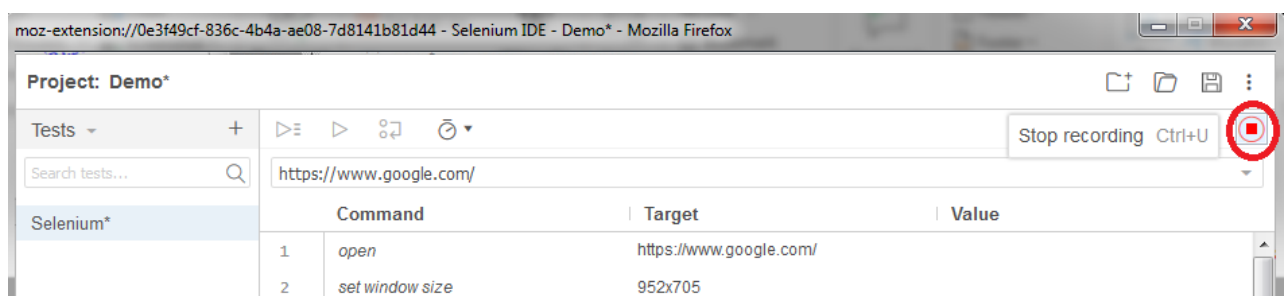 moz-extension://0e3f49cf-836c-4b4a-ae08-7d8141b81d44 - Selenium IDE - Demo* - Mozilla Firefox
Project: Demo*
Tests
Stop recording Ctrl+U
Search tests...
https://www.google.com/
Selenium*
Command Target Value
1 open https://www.google.com/
2 set window size 952x705